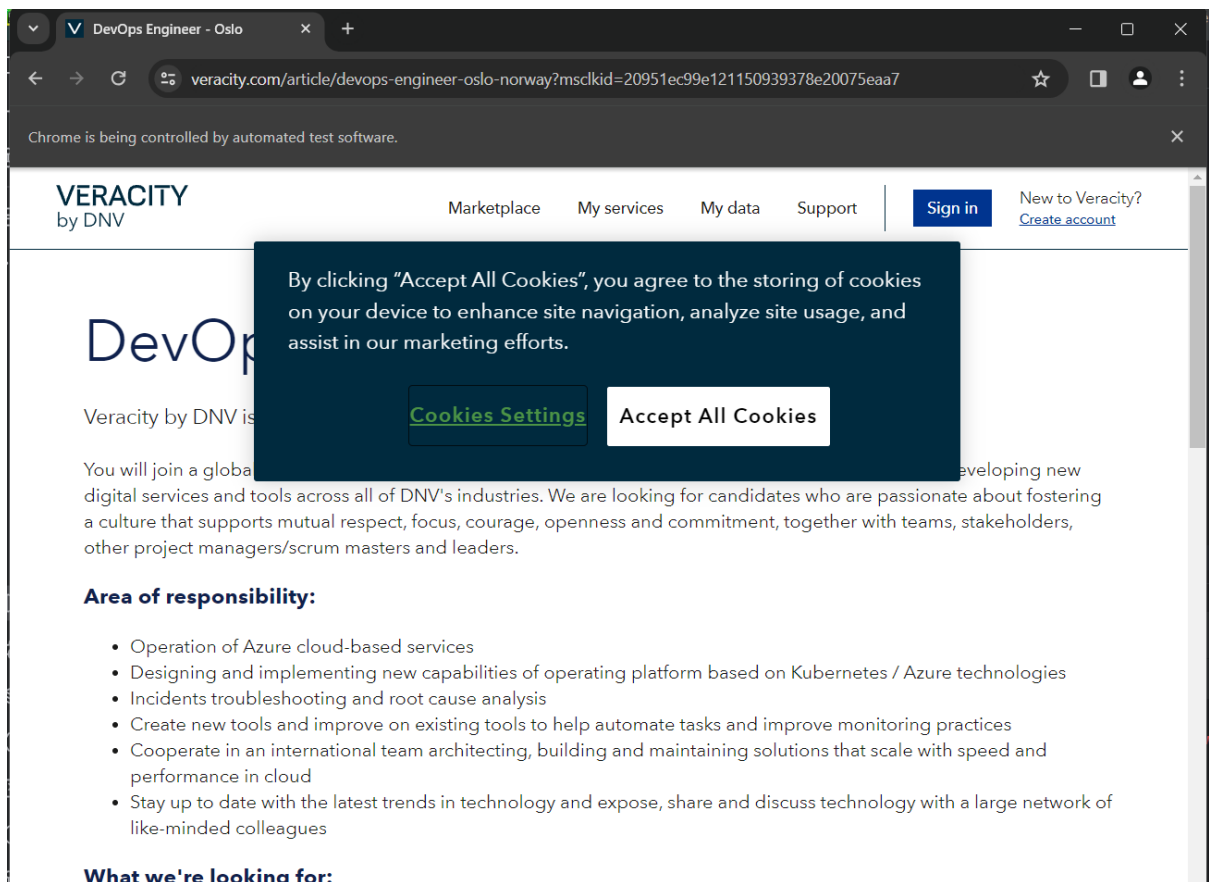 DevOps Engineer - Oslo
veracity.com/article/devops-engineer-oslo-norway?msclkid=20951ec99e121150939378e20075eaa7
Chrome is being controlled by automated test software.
VERACITY
by DNV
Marketplace My services My data Support Sign in New to Veracity?
Create account
By clicking “Accept All Cookies”, you agree to the storing of cookies
on your device to enhance site navigation, analyze site usage, and
assist in our marketing efforts.
Cookies Settings Accept All Cookies
DevOp
Veracity by DNV is
You will join a globa eveloping new
digital services and tools across all of DNV's industries. We are looking for candidates who are passionate about fostering
a culture that supports mutual respect, focus, courage, openness and commitment, together with teams, stakeholders,
other project managers/scrum masters and leaders.
Area of responsibility:
• Operation of Azure cloud-based services
• Designing and implementing new capabilities of operating platform based on Kubernetes / Azure technologies
• Incidents troubleshooting and root cause analysis
• Create new tools and improve on existing tools to help automate tasks and improve monitoring practices
• Cooperate in an international team architecting, building and maintaining solutions that scale with speed and
performance in cloud
• Stay up to date with the latest trends in technology and expose, share and discuss technology with a large network of
like-minded colleagues
What we're looking for: